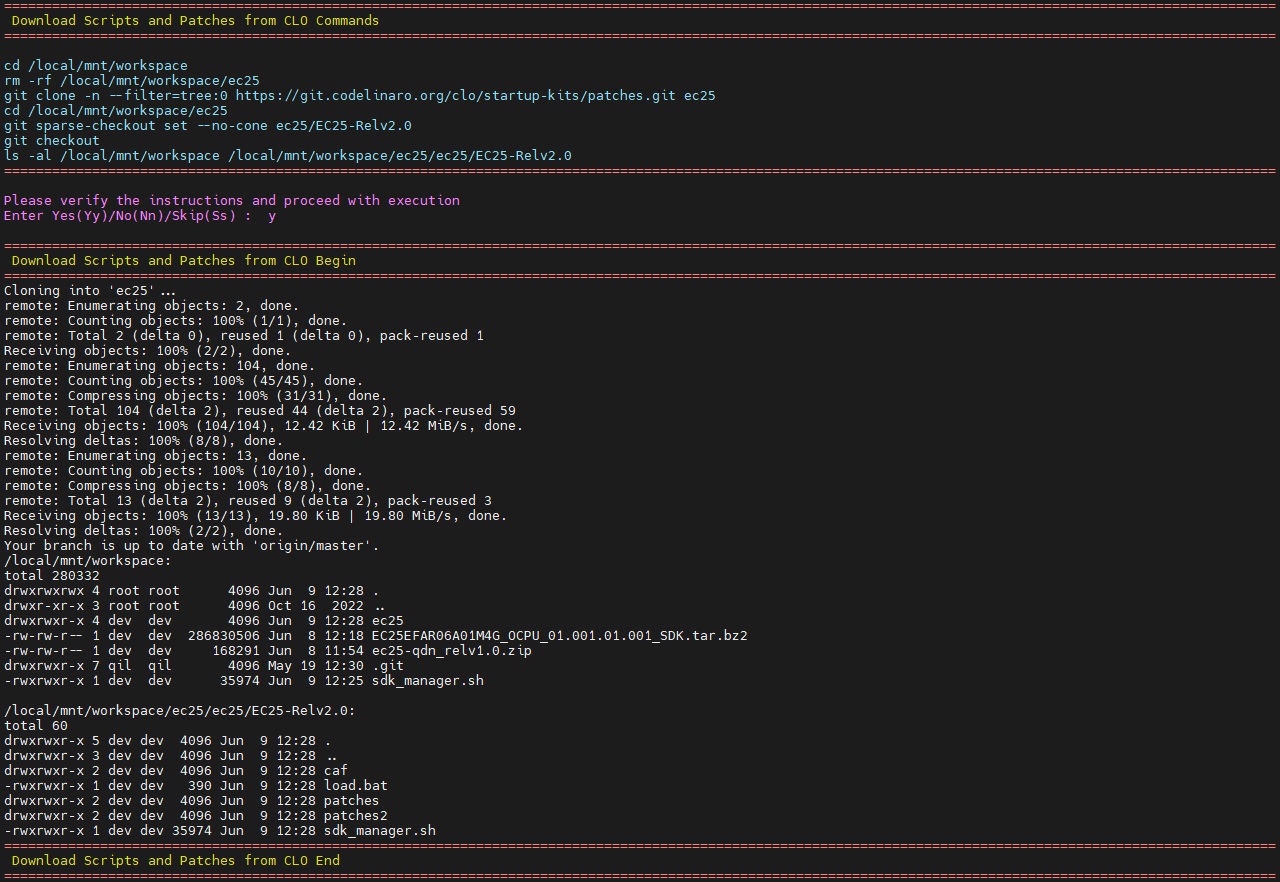 ================================================================================
 Download Scripts and Patches from CLO Commands
================================================================================
cd /local/mnt/workspace
rm -rf /local/mnt/workspace/ec25
git clone -n --filter=tree:0 https://git.codelinaro.org/clo/startup-kits/patches.git ec25
cd /local/mnt/workspace/ec25
git sparse-checkout set --no-cone ec25/EC25-Relv2.0
git checkout
ls -al /local/mnt/workspace /local/mnt/workspace/ec25/ec25/EC25-Relv2.0
================================================================================
Please verify the instructions and proceed with execution
Enter Yes(Yy)/No(Nn)/Skip(Ss) :  y
================================================================================
 Download Scripts and Patches from CLO Begin
================================================================================
Cloning into 'ec25'...
remote: Enumerating objects: 2, done.
remote: Counting objects: 100% (1/1), done.
remote: Total 2 (delta 0), reused 1 (delta 0), pack-reused 1
Receiving objects: 100% (2/2), done.
remote: Enumerating objects: 104, done.
remote: Counting objects: 100% (45/45), done.
remote: Compressing objects: 100% (31/31), done.
remote: Total 104 (delta 2), reused 44 (delta 2), pack-reused 59
Receiving objects: 100% (104/104), 12.42 KiB | 12.42 MiB/s, done.
Resolving deltas: 100% (8/8), done.
remote: Enumerating objects: 13, done.
remote: Counting objects: 100% (10/10), done.
remote: Compressing objects: 100% (8/8), done.
remote: Total 13 (delta 2), reused 9 (delta 2), pack-reused 3
Receiving objects: 100% (13/13), 19.80 KiB | 19.80 MiB/s, done.
Resolving deltas: 100% (2/2), done.
Your branch is up to date with 'origin/master'.
/local/mnt/workspace:
total 280332
drwxrwxrwx 4 root root      4096 Jun  9 12:28 .
drwxr-xr-x 3 root root      4096 Oct 16  2022 ..
drwxrwxr-x 4 dev  dev       4096 Jun  9 12:28 ec25
-rw-rw-r-- 1 dev  dev  286830506 Jun  8 12:18 EC25EFAR06A01M4G_OCPU_01.001.01.001_SDK.tar.bz2
-rw-rw-r-- 1 dev  dev     168291 Jun  8 11:54 ec25-qdn_relv1.0.zip
drwxrwxr-x 7 qil  qil       4096 May 19 12:30 .git
-rwxrwxr-x 1 dev  dev      35974 Jun  9 12:25 sdk_manager.sh
/local/mnt/workspace/ec25/ec25/EC25-Relv2.0:
total 60
drwxrwxr-x 5 dev dev  4096 Jun  9 12:28 .
drwxrwxr-x 3 dev dev  4096 Jun  9 12:28 ..
drwxrwxr-x 2 dev dev  4096 Jun  9 12:28 caf
-rwxrwxr-x 1 dev dev   390 Jun  9 12:28 load.bat
drwxrwxr-x 2 dev dev  4096 Jun  9 12:28 patches
drwxrwxr-x 2 dev dev  4096 Jun  9 12:28 patches2
-rwxrwxr-x 1 dev dev 35974 Jun  9 12:28 sdk_manager.sh
================================================================================
 Download Scripts and Patches from CLO End
================================================================================